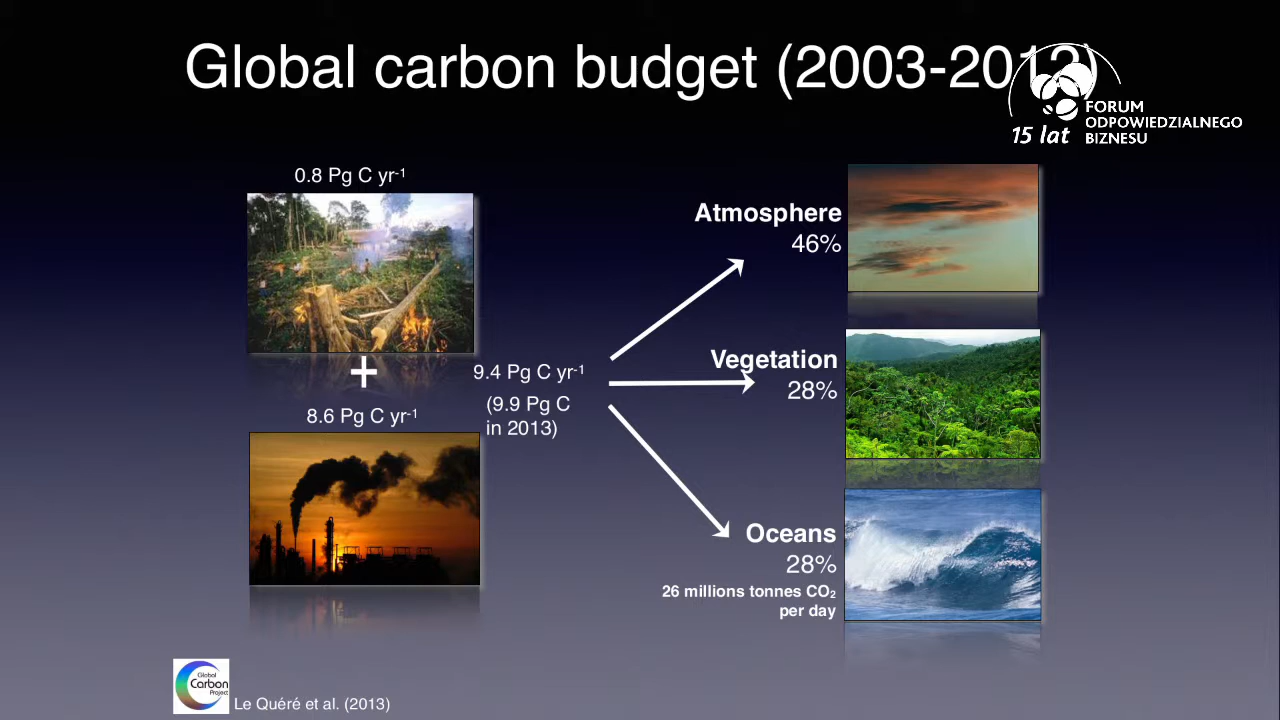 Global carbon budget (2003-2013)
15 lat
FORUM
ODPOWIEDZIALNEGO
BIZNESU
0.8 Pg C yr-1
+
8.6 Pg C yr-1
9.4 Pg C yr-1
(9.9 Pg C
in 2013)
Atmosphere
46%
Vegetation
28%
Oceans
28%
26 millions tonnes CO2
per day
Global
Carbon
Project
Le Quéré et al. (2013)